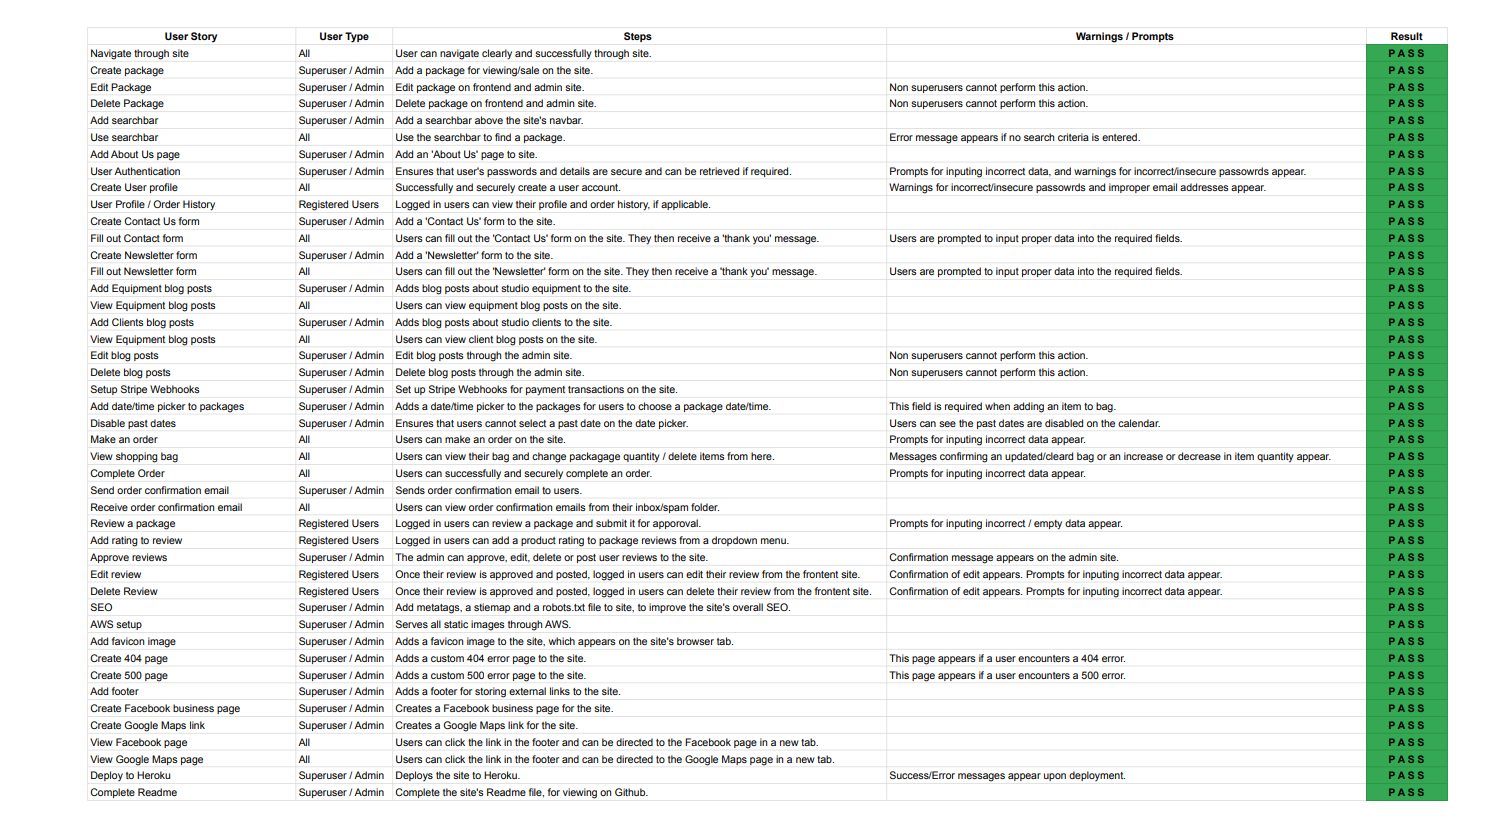 User Story User Type Steps Warnings / Prompts Result
Navigate through site All User can navigate clearly and successfully through site. PASS
Create package Superuser / Admin Add a package for viewing/sale on the site. PASS
Edit Package Superuser / Admin Edit package on frontend and admin site. Non superusers cannot perform this action. PASS
Delete Package Superuser / Admin Delete package on frontend and admin site. Non superusers cannot perform this action. PASS
Add searchbar Superuser / Admin Add a searchbar above the site's navbar. PASS
Use searchbar All Use the searchbar to find a package. Error message appears if no search criteria is entered. PASS
Add About Us page Superuser / Admin Add an 'About Us' page to site. PASS
User Authentication Superuser / Admin Ensures that user's passwords and details are secure and can be retrieved if required. Prompts for inputing incorrect data, and warnings for incorrect/insecure passowrds appear. PASS
Create User profile All Successfully and securely create a user account. Warnings for incorrect/insecure passowrds and improper email addresses appear. PASS
User Profile / Order History Registered Users Logged in users can view their profile and order history, if applicable. PASS
Create Contact Us form Superuser / Admin Add a 'Contact Us' form to the site. PASS
Fill out Contact form All Users can fill out the 'Contact Us' form on the site. They then receive a 'thank you' message. Users are prompted to input proper data into the required fields. PASS
Create Newsletter form Superuser / Admin Add a 'Newsletter' form to the site. PASS
Fill out Newsletter form All Users can fill out the 'Newsletter' form on the site. They then receive a 'thank you' message. Users are prompted to input proper data into the required fields. PASS
Add Equipment blog posts Superuser / Admin Adds blog posts about studio equipment to the site. PASS
View Equipment blog posts All Users can view equipment blog posts on the site. PASS
Add Clients blog posts Superuser / Admin Adds blog posts about studio clients to the site. PASS
View Equipment blog posts All Users can view client blog posts on the site. PASS
Edit blog posts Superuser / Admin Edit blog posts through the admin site. Non superusers cannot perform this action. PASS
Delete blog posts Superuser / Admin Delete blog posts through the admin site. Non superusers cannot perform this action. PASS
Setup Stripe Webhooks Superuser / Admin Set up Stripe Webhooks for payment transactions on the site. PASS
Add date/time picker to packages Superuser / Admin Adds a date/time picker to the packages for users to choose a package date/time. This field is required when adding an item to bag. PASS
Disable past dates Superuser / Admin Ensures that users cannot select a past date on the date picker. Users can see the past dates are disabled on the calendar. PASS
Make an order All Users can make an order on the site. Prompts for inputing incorrect data appear. PASS
View shopping bag All Users can view their bag and change packagage quantity / delete items from here. Messages confirming an updated/cleard bag or an increase or decrease in item quantity appear. PASS
Complete Order All Users can successfully and securely complete an order. Prompts for inputing incorrect data appear. PASS
Send order confirmation email Superuser / Admin Sends order confirmation email to users. PASS
Receive order confirmation email All Users can view order confirmation emails from their inbox/spam folder. PASS
Review a package Registered Users Logged in users can review a package and submit it for apporoval. Prompts for inputing incorrect / empty data appear. PASS
Add rating to review Registered Users Logged in users can add a product rating to package reviews from a dropdown menu. PASS
Approve reviews Superuser / Admin The admin can approve, edit, delete or post user reviews to the site. Confirmation message appears on the admin site. PASS
Edit review Registered Users Once their review is approved and posted, logged in users can edit their review from the frontent site. Confirmation of edit appears. Prompts for inputing incorrect data appear. PASS
Delete Review Registered Users Once their review is approved and posted, logged in users can delete their review from the frontent site. Confirmation of edit appears. Prompts for inputing incorrect data appear. PASS
SEO Superuser / Admin Add metatags, a stiemap and a robots.txt file to site, to improve the site's overall SEO. PASS
AWS setup Superuser / Admin Serves all static images through AWS. PASS
Add favicon image Superuser / Admin Adds a favicon image to the site, which appears on the site's browser tab. PASS
Create 404 page Superuser / Admin Adds a custom 404 error page to the site. This page appears if a user encounters a 404 error. PASS
Create 500 page Superuser / Admin Adds a custom 500 error page to the site. This page appears if a user encounters a 500 error. PASS
Add footer Superuser / Admin Adds a footer for storing external links to the site. PASS
Create Facebook business page Superuser / Admin Creates a Facebook business page for the site. PASS
Create Google Maps link Superuser / Admin Creates a Google Maps link for the site. PASS
View Facebook page All Users can click the link in the footer and can be directed to the Facebook page in a new tab. PASS
View Google Maps page All Users can click the link in the footer and can be directed to the Google Maps page in a new tab. PASS
Deploy to Heroku Superuser / Admin Deploys the site to Heroku. Success/Error messages appear upon deployment. PASS
Complete Readme Superuser / Admin Complete the site's Readme file, for viewing on Github. PASS